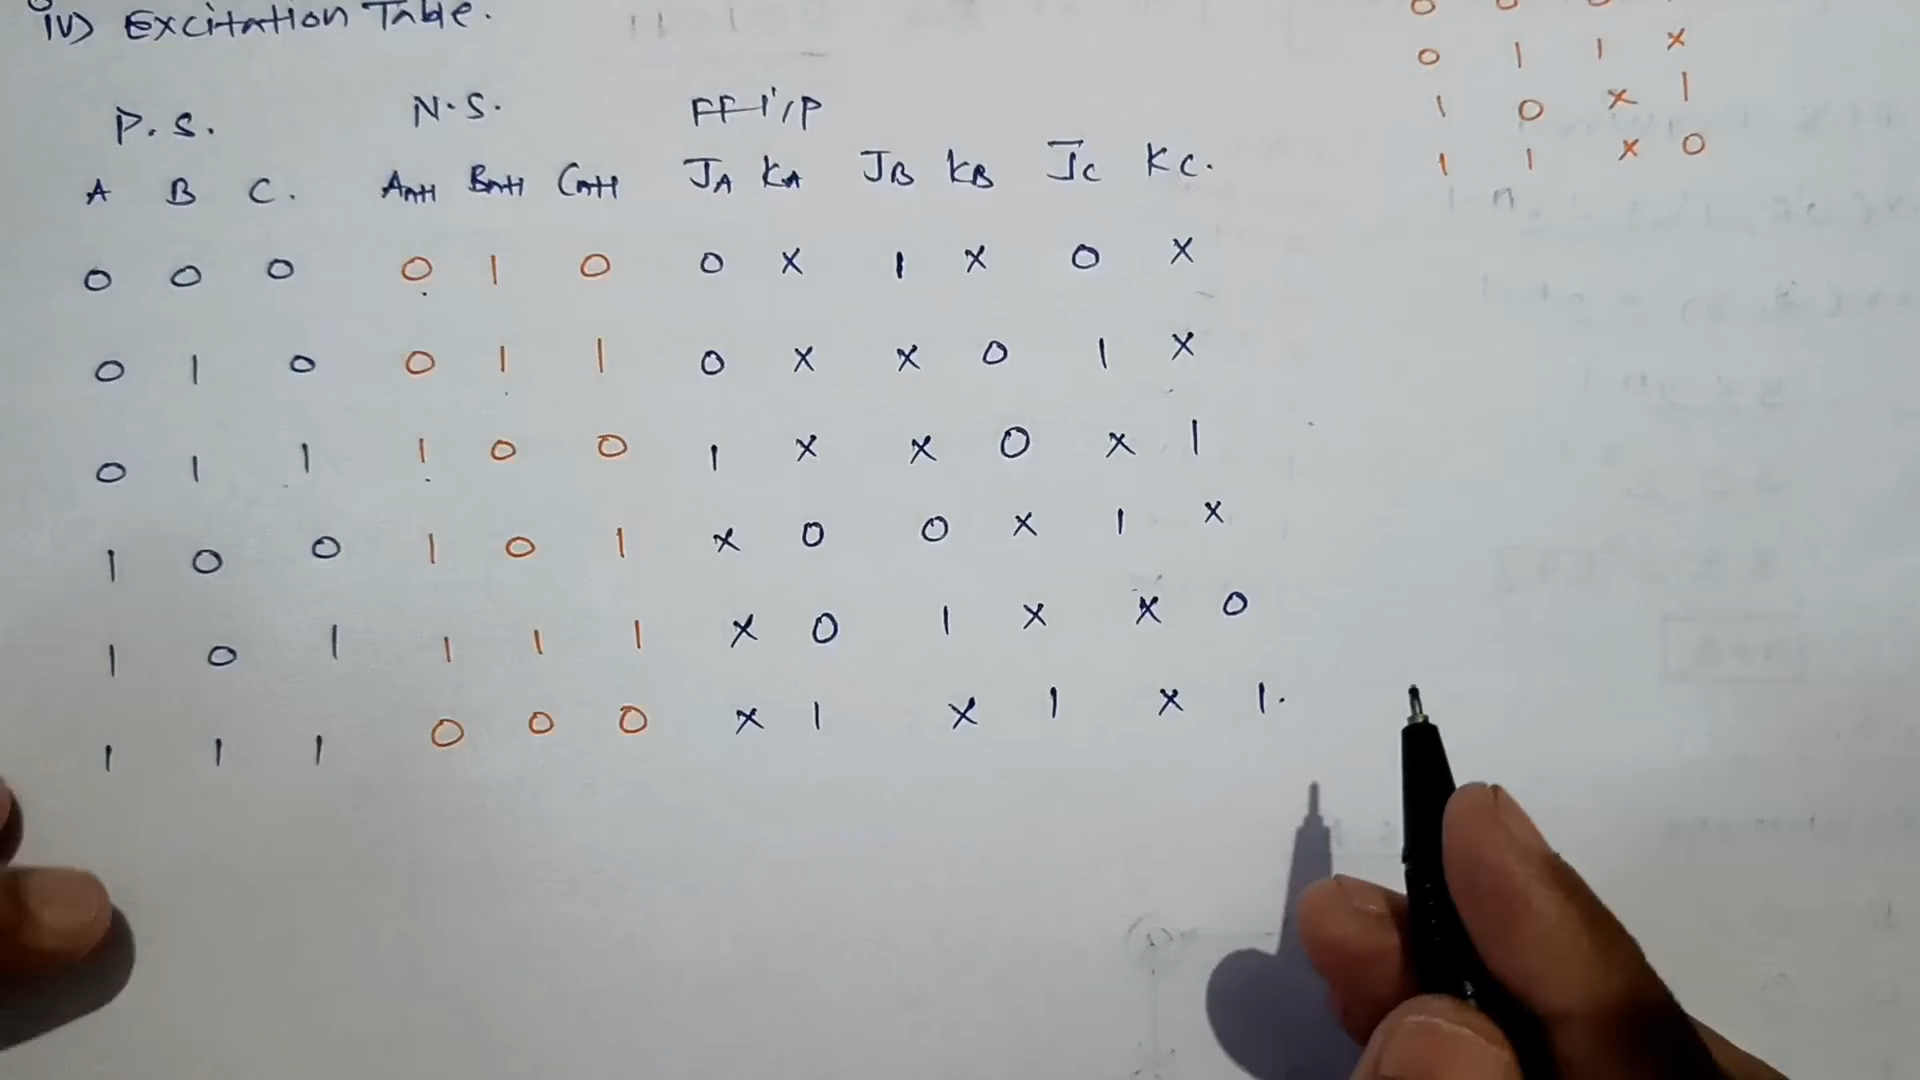 iv) Excitation Table.
P.S. N.S. FF I/P
A B C. An+1 Bn+1 Cn+1 JA KA JB KB JC KC.
0 0 0 0 1 0 0 x 1 x 0 x
0 1 0 0 1 1 0 x x 0 1 x
0 1 1 1 0 0 1 x x 0 x 1
1 0 0 1 0 1 x 0 0 x 1 x
1 0 1 1 1 1 x 0 1 x x 0
1 1 1 0 0 0 x 1 x 1 x 1.
0 1 1 x
1 0 x 1
1 1 x 0